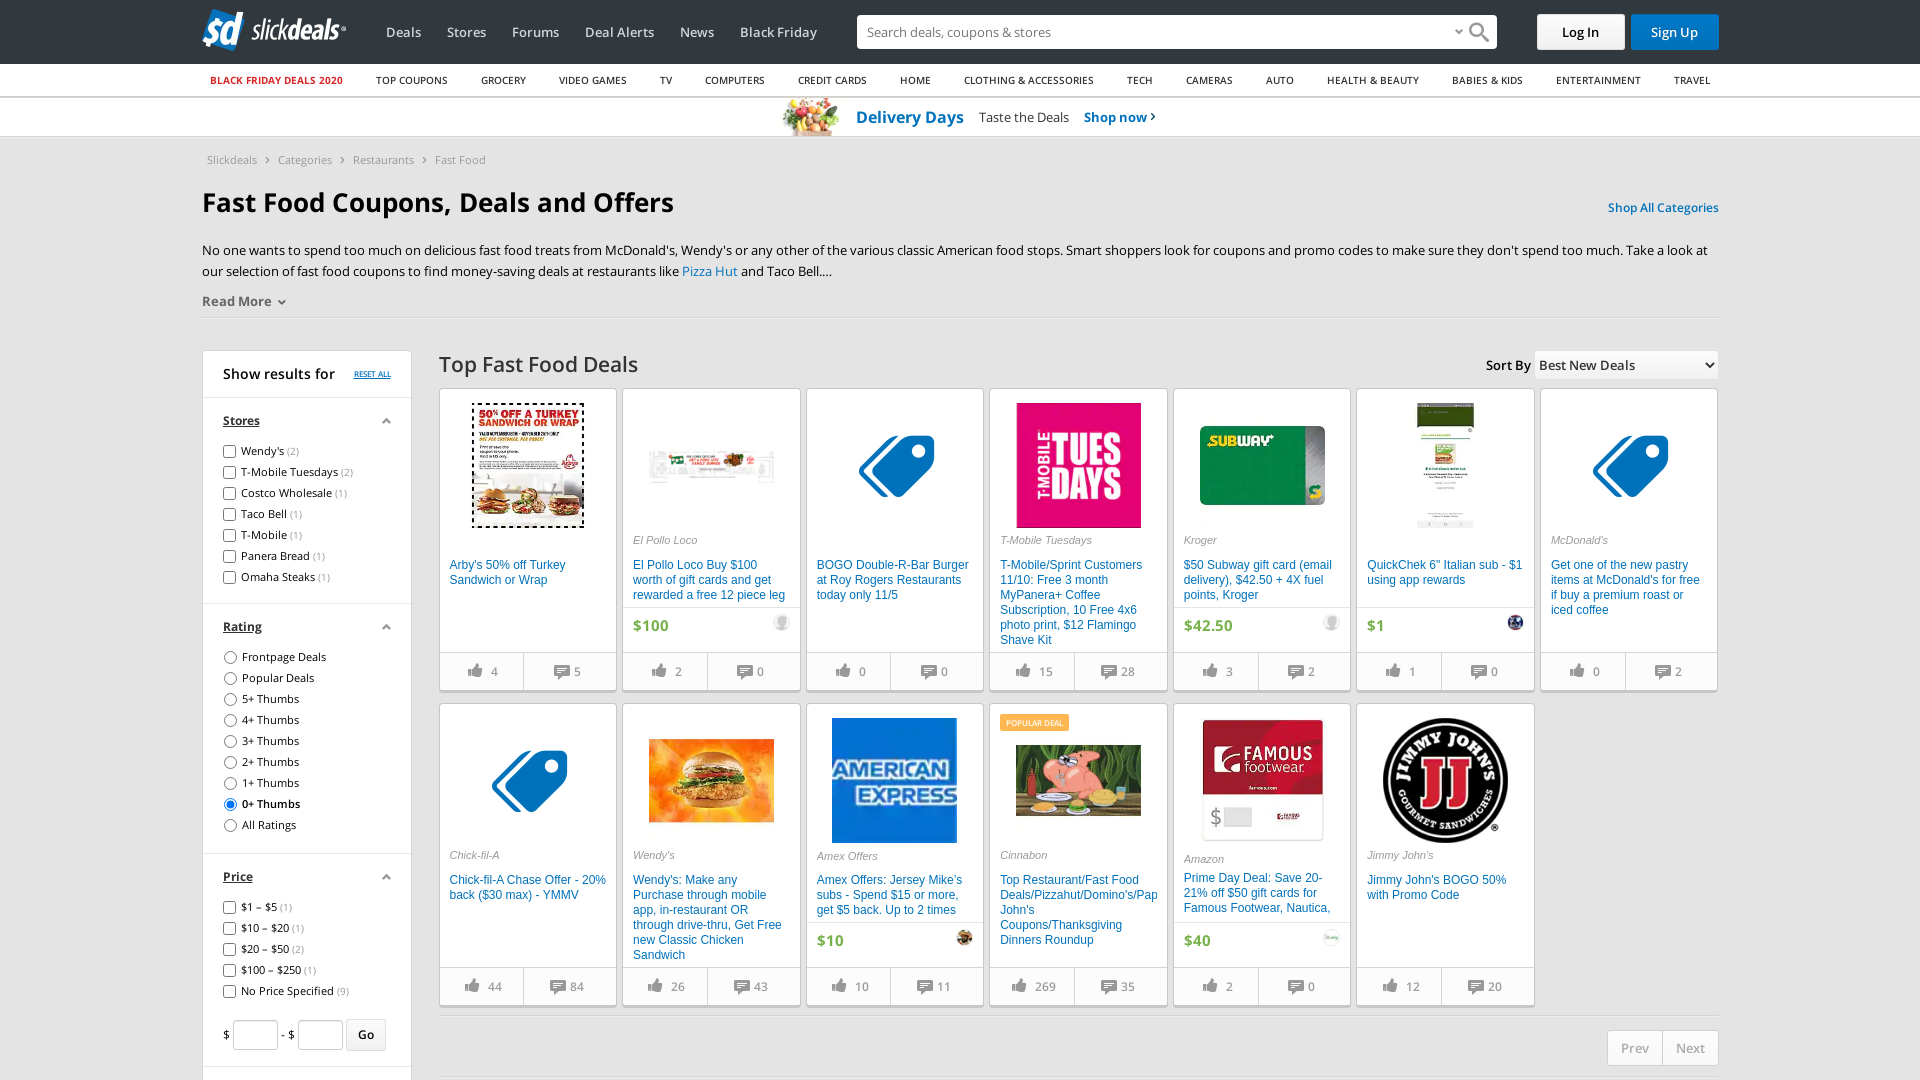 sd slickdeals
Deals
Stores
Forums
Deal Alerts
News
Black Friday
Search deals, coupons & stores
Log In
Sign Up
BLACK FRIDAY DEALS 2020
TOP COUPONS
GROCERY
VIDEO GAMES
TV
COMPUTERS
CREDIT CARDS
HOME
CLOTHING & ACCESSORIES
TECH
CAMERAS
AUTO
HEALTH & BEAUTY
BABIES & KIDS
ENTERTAINMENT
TRAVEL
Delivery Days Taste the Deals Shop now
Slickdeals > Categories > Restaurants > Fast Food
Fast Food Coupons, Deals and Offers
Shop All Categories
No one wants to spend too much on delicious fast food treats from McDonald's, Wendy's or any other of the various classic American food stops. Smart shoppers look for coupons and promo codes to make sure they don't spend too much. Take a look at
our selection of fast food coupons to find money-saving deals at restaurants like Pizza Hut and Taco Bell....
Read More
Show results for
RESET ALL
Stores
Wendy's (2)
T-Mobile Tuesdays (2)
Costco Wholesale (1)
Taco Bell (1)
T-Mobile (1)
Panera Bread (1)
Omaha Steaks (1)
Rating
Frontpage Deals
Popular Deals
5+ Thumbs
4+ Thumbs
3+ Thumbs
2+ Thumbs
1+ Thumbs
0+ Thumbs
All Ratings
Price
$1 – $5 (1)
$10 – $20 (1)
$20 – $50 (2)
$100 – $250 (1)
No Price Specified (9)
$ - $ Go
Top Fast Food Deals
Sort By Best New Deals
50% OFF A TURKEY
SANDWICH OR WRAP
Arby's 50% off Turkey
Sandwich or Wrap
4
5
El Pollo Loco
El Pollo Loco Buy $100
worth of gift cards and get
rewarded a free 12 piece leg
$100
2
0
BOGO Double-R-Bar Burger
at Roy Rogers Restaurants
today only 11/5
0
0
T-MOBILE
TUES
DAYS
T-Mobile Tuesdays
T-Mobile/Sprint Customers
11/10: Free 3 month
MyPanera+ Coffee
Subscription, 10 Free 4x6
photo print, $12 Flamingo
Shave Kit
15
28
SUBWAY
Kroger
$50 Subway gift card (email
delivery), $42.50 + 4X fuel
points, Kroger
$42.50
3
2
QuickChek 6" Italian sub - $1
using app rewards
$1
1
0
McDonald's
Get one of the new pastry
items at McDonald's for free
if buy a premium roast or
iced coffee
0
2
Chick-fil-A
Chick-fil-A Chase Offer - 20%
back ($30 max) - YMMV
44
84
Wendy's
Wendy's: Make any
Purchase through mobile
app, in-restaurant OR
through drive-thru, Get Free
new Classic Chicken
Sandwich
26
43
AMERICAN
EXPRESS
Amex Offers
Amex Offers: Jersey Mike's
subs - Spend $15 or more,
get $5 back. Up to 2 times
$10
10
11
POPULAR DEAL
Cinnabon
Top Restaurant/Fast Food
Deals/Pizzahut/Domino's/Pap
John's
Coupons/Thanksgiving
Dinners Roundup
269
35
FAMOUS
footwear.
famous.com
$
Amazon
Prime Day Deal: Save 20-
21% off $50 gift cards for
Famous Footwear, Nautica,
$40
2
0
JIMMY JOHN'S
JJ
GOURMET SANDWICHES
Jimmy John's
Jimmy John's BOGO 50%
with Promo Code
12
20
Prev
Next